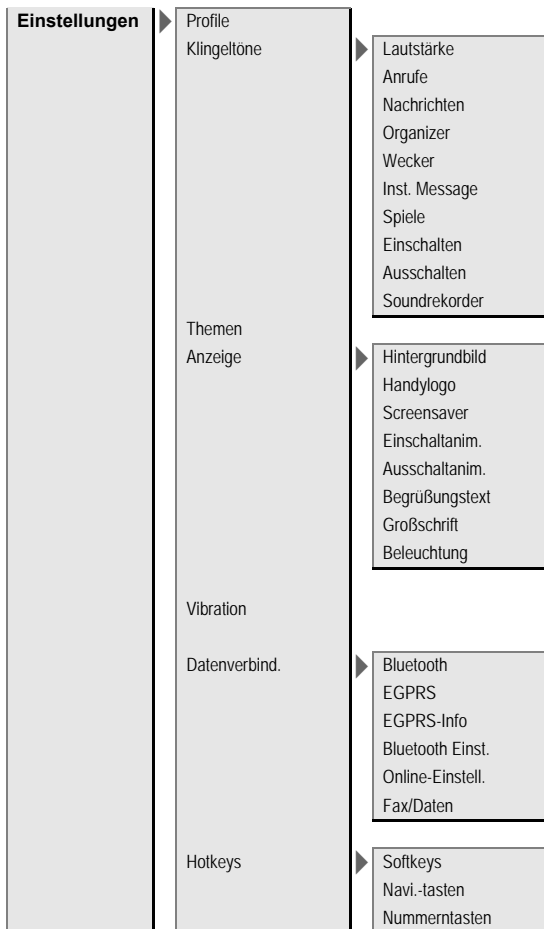 Einstellungen
Profile
Klingeltöne
Lautstärke
Anrufe
Nachrichten
Organizer
Wecker
Inst. Message
Spiele
Einschalten
Ausschalten
Soundrekorder
Themen
Anzeige
Hintergrundbild
Handylogo
Screensaver
Einschaltanim.
Ausschaltanim.
Begrüßungstext
Großschrift
Beleuchtung
Vibration
Datenverbind.
Bluetooth
EGPRS
EGPRS-Info
Bluetooth Einst.
Online-Einstell.
Fax/Daten
Hotkeys
Softkeys
Navi.-tasten
Nummerntasten